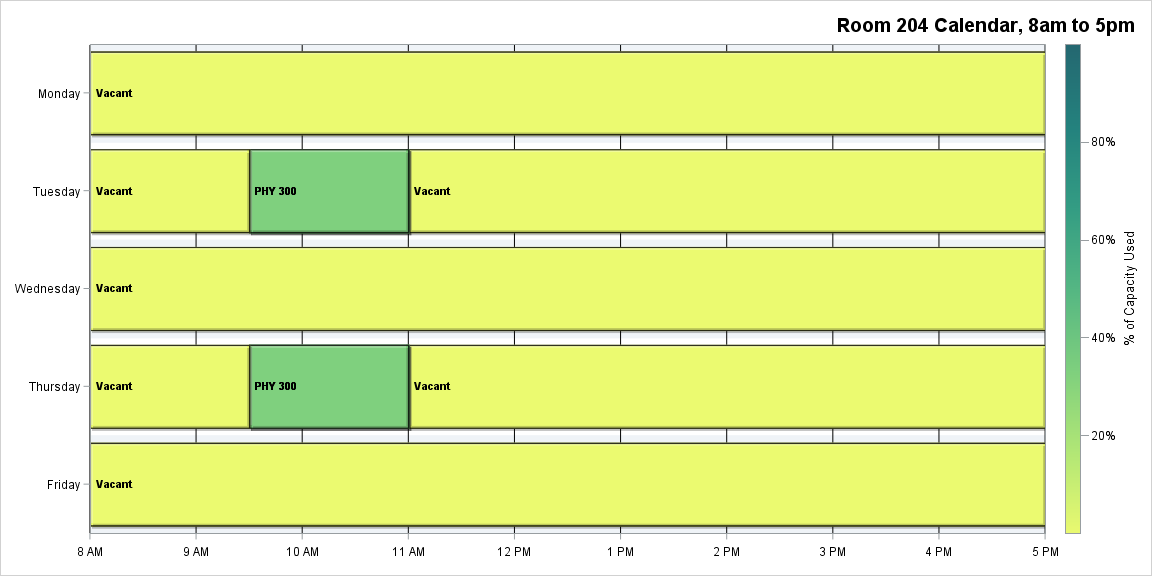 Room 204 Calendar, 8am to 5pm
Monday
Vacant
80%
Tuesday
Vacant
PHY 300
Vacant
60%
% of Capacity Used
Wednesday
Vacant
40%
Thursday
Vacant
PHY 300
Vacant
20%
Friday
Vacant
8 AM
9 AM
10 AM
11 AM
12 PM
1 PM
2 PM
3 PM
4 PM
5 PM